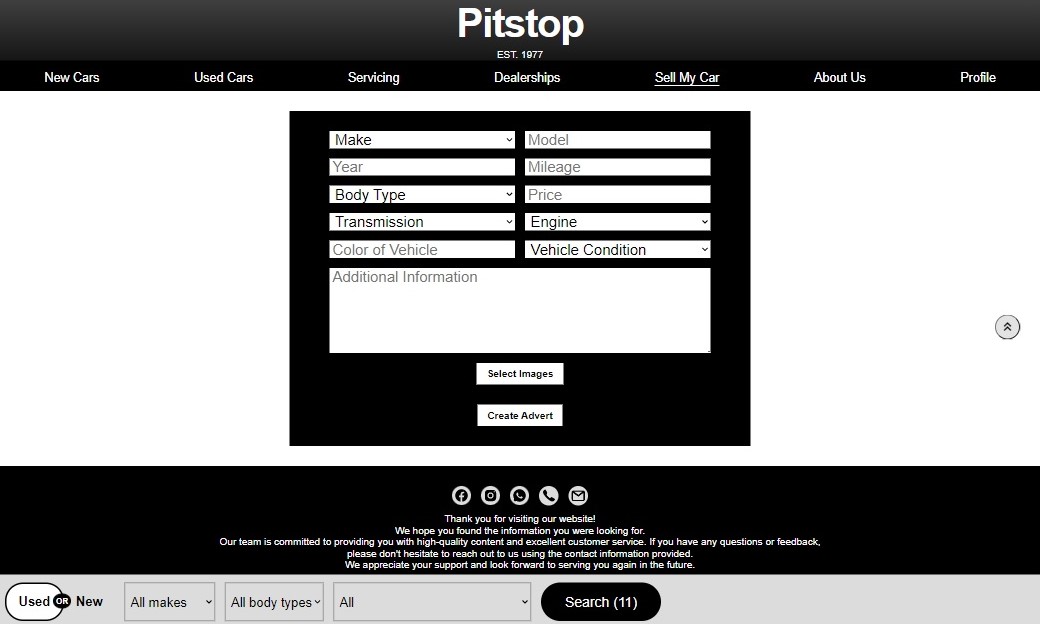 Pitstop
EST. 1977
New Cars Used Cars Servicing Dealerships Sell My Car About Us Profile
Make Model
Year Mileage
Body Type Price
Transmission Engine
Color of Vehicle Vehicle Condition
Additional Information
Select Images
Create Advert
Thank you for visiting our website!
We hope you found the information you were looking for.
Our team is committed to providing you with high-quality content and excellent customer service. If you have any questions or feedback,
please don't hesitate to reach out to us using the contact information provided.
We appreciate your support and look forward to serving you again in the future.
Used OR New All makes All body types All Search (11)